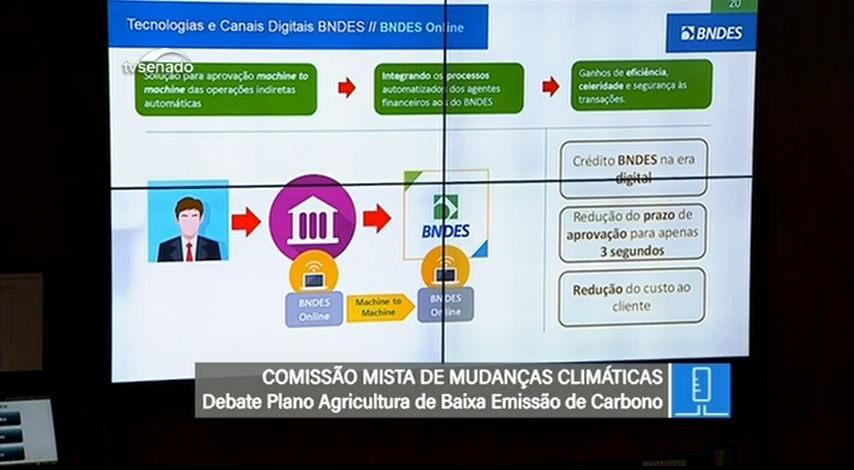 20
Tecnologias e Canais Digitais BNDES // BNDES Online
BNDES
tvsenado
Solução para aprovação machine to
machine das operações indiretas
automáticas
Integrando os processos
automatizados dos agentes
financeiros aos do BNDES
Ganhos de eficiência,
celeridade e segurança às
transações.
Crédito BNDES na era
digital
Redução do prazo de
aprovação para apenas
3 segundos
Redução do custo ao
cliente
BNDES
BNDES
Online
Machine to
Machine
BNDES
Online
COMISSÃO MISTA DE MUDANÇAS CLIMÁTICAS
Debate Plano Agricultura de Baixa Emissão de Carbono